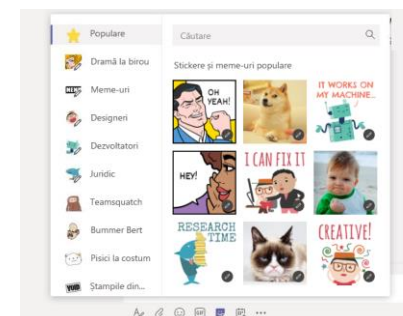 Populare
Dramă la birou
Meme-uri
Designeri
Dezvoltatori
Juridic
Teamsquatch
Bummer Bert
Pisici la costum
Ștampile din...
Căutare
Stickere și meme-uri populare
OH
YEAH!
IT WORKS ON
MY MACHINE...
HEY!
I CAN FIX IT
RESEARCH
TIME
CREATIVE!
GIF